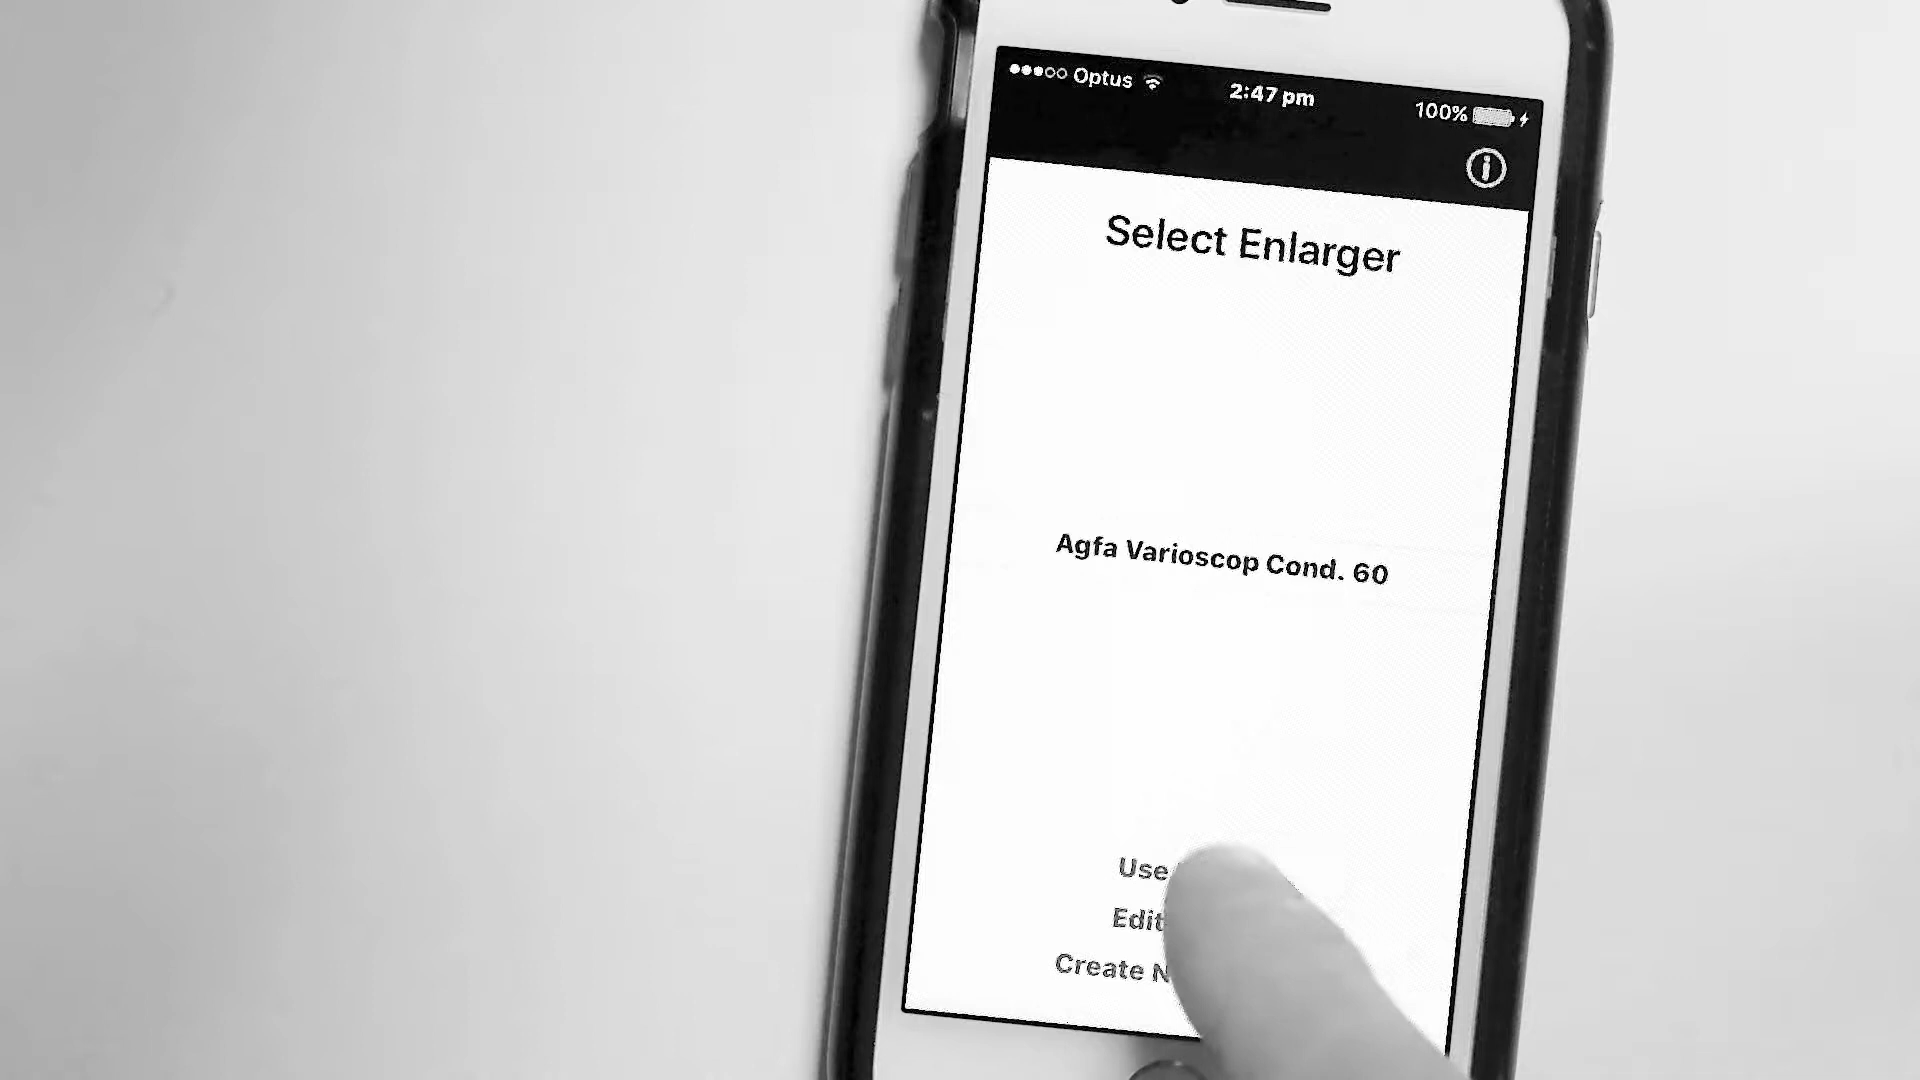 Optus 2:47 pm 100%
Select Enlarger
Agfa Varioscop Cond. 60
Use
Edit
Create